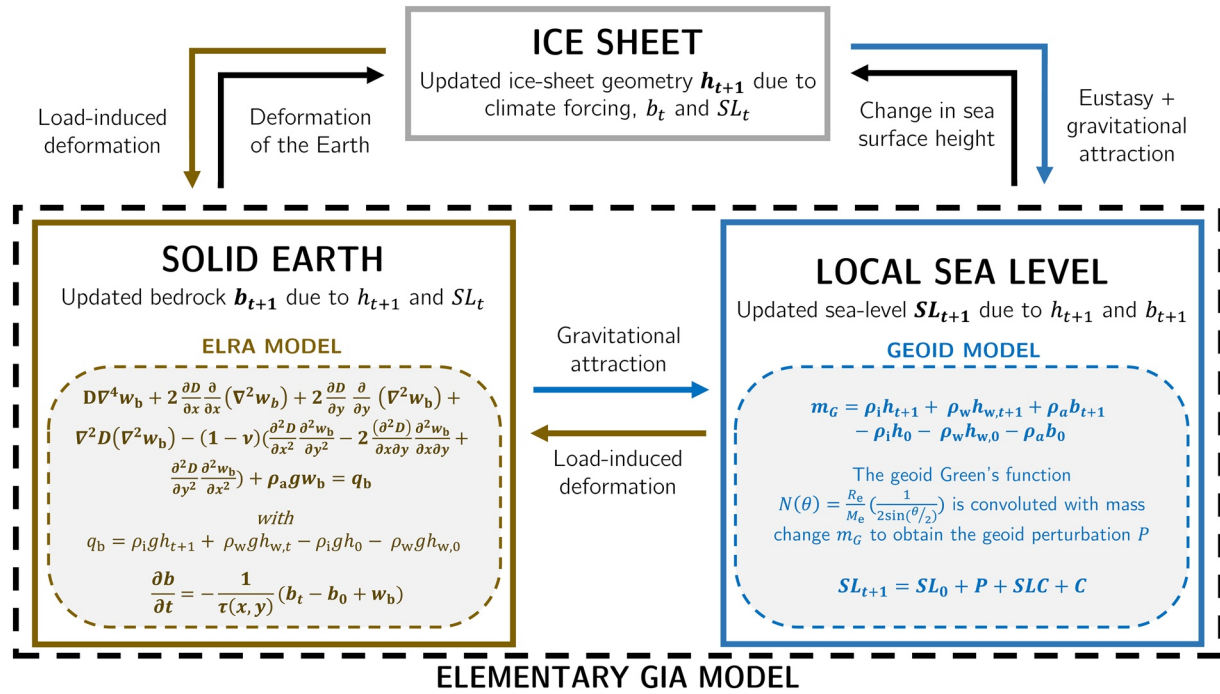 ICE SHEET
Updated ice-sheet geometry h_{t+1} due to
climate forcing, b_t and SL_t
Load-induced
deformation
Deformation
of the Earth
Change in sea
surface height
Eustasy +
gravitational
attraction
SOLID EARTH
Updated bedrock b_{t+1} due to h_{t+1} and SL_t
ELRA MODEL
D∇⁴w_b + 2 ∂D/∂x ∂/∂x (∇²w_b) + 2 ∂D/∂y ∂/∂y (∇²w_b) +
∇²D(∇²w_b) − (1 − ν)(∂²D/∂x² ∂²w_b/∂y² − 2 (∂²D)/∂x∂y ∂²w_b/∂x∂y +
∂²D/∂y² ∂²w_b/∂x²) + ρ_a g w_b = q_b
with
q_b = ρ_i g h_{t+1} + ρ_w g h_{w,t} − ρ_i g h_0 − ρ_w g h_{w,0}
∂b/∂t = − 1/τ(x, y) (b_t − b_0 + w_b)
Gravitational
attraction
Load-induced
deformation
LOCAL SEA LEVEL
Updated sea-level SL_{t+1} due to h_{t+1} and b_{t+1}
GEOID MODEL
m_G = ρ_i h_{t+1} + ρ_w h_{w,t+1} + ρ_a b_{t+1}
− ρ_i h_0 − ρ_w h_{w,0} − ρ_a b_0
The geoid Green's function
N(θ) = R_e/M_e (1/2sin(θ/2)) is convoluted with mass
change m_G to obtain the geoid perturbation P
SL_{t+1} = SL_0 + P + SLC + C
ELEMENTARY GIA MODEL